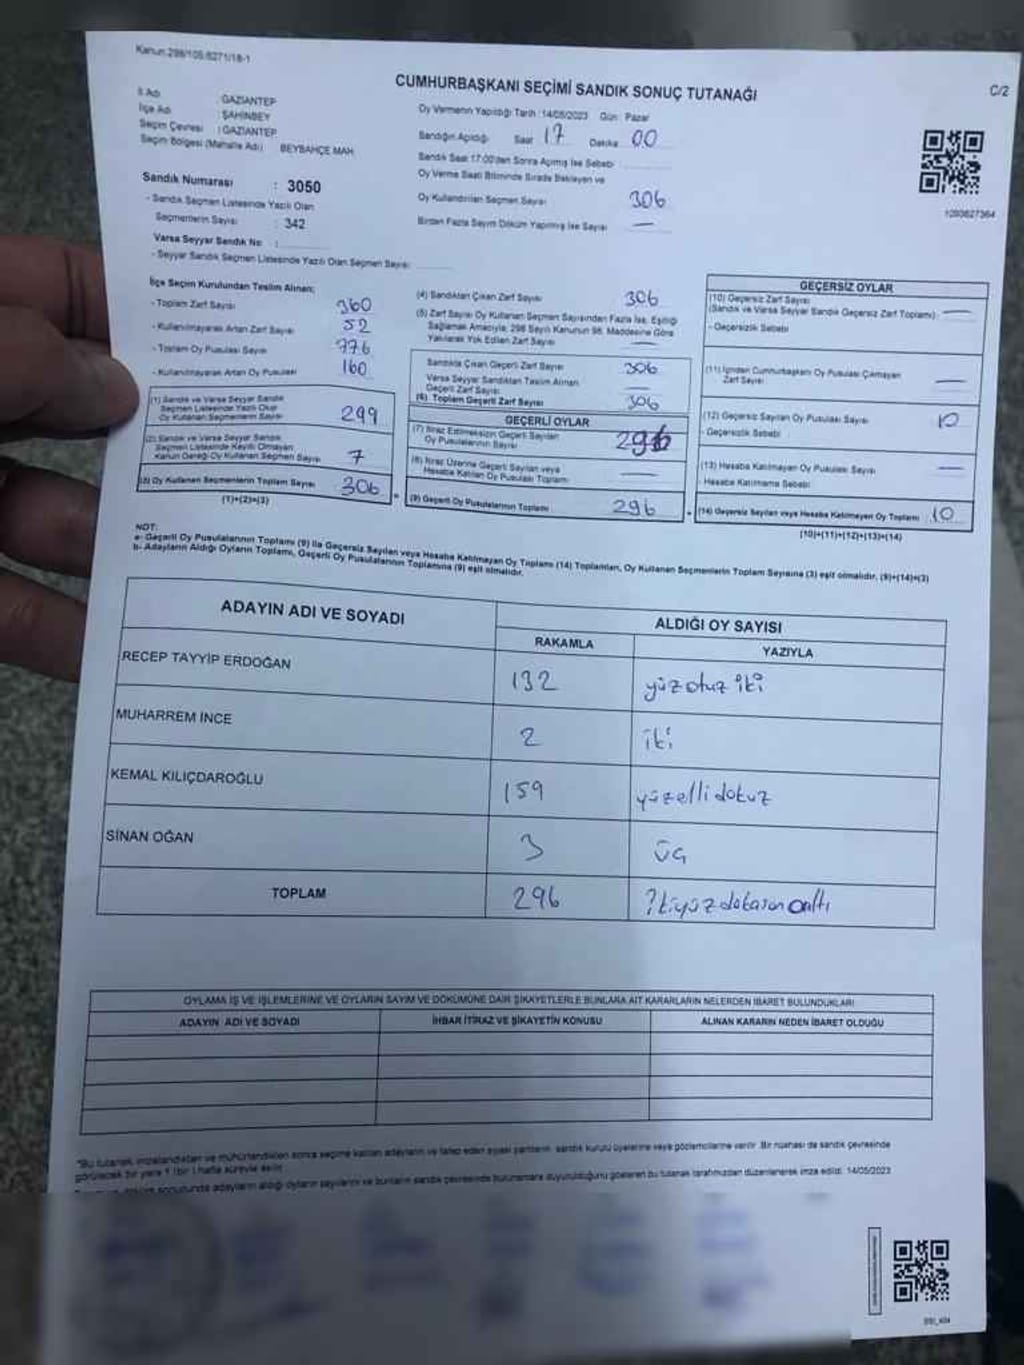 Kanun:298/105:6271/18-1
CUMHURBAŞKANI SEÇİMİ SANDIK SONUÇ TUTANAĞI
C/2
İl Adı : GAZİANTEP
İlçe Adı : ŞAHİNBEY
Seçim Çevresi : GAZİANTEP
Seçim Bölgesi (Mahalle Adı) BEYBAHÇE MAH.
Sandık Numarası : 3050
- Sandık Seçmen Listesinde Yazılı Olan
Seçmenlerin Sayısı : 342
Varsa Seyyar Sandık No :
- Seyyar Sandık Seçmen Listesinde Yazılı Olan Seçmen Sayısı
Oy Vermenin Yapıldığı Tarih :14/05/2023 Gün: Pazar
Sandığın Açıldığı Saat 17 Dakika 00
Sandık Saat 17:00'den Sonra Açılmış İse Sebebi
Oy Verme Saati Bitiminde Sırada Bekleyen ve
Oy Kullandırılan Seçmen Sayısı 306
Birden Fazla Sayım Döküm Yapılmış İse Sayısı —
1093627364
İlçe Seçim Kurulundan Teslim Alınan;
- Toplam Zarf Sayısı 360
- Kullanılmayarak Artan Zarf Sayısı 52
- Toplam Oy Pusulası Sayısı 776
- Kullanılmayarak Artan Oy Pusulası 160
(1) Sandık ve Varsa Seyyar Sandık
Seçmen Listesinde Yazılı Olup
Oy Kullanan Seçmenlerin Sayısı 299
(2) Sandık ve Varsa Seyyar Sandık
Seçmen Listesinde Kayıtlı Olmayan
Kanun Gereği Oy Kullanan Seçmen Sayısı 7
(3) Oy Kullanan Seçmenlerin Toplam Sayısı 306
(1)+(2)=(3)
(4) Sandıktan Çıkan Zarf Sayısı 306
(5) Zarf Sayısı Oy Kullanan Seçmen Sayısından Fazla İse, Eşitliği
Sağlamak Amacıyla, 298 Sayılı Kanunun 98. Maddesine Göre
Yakılarak Yok Edilen Zarf Sayısı —
Sandıkta Çıkan Geçerli Zarf Sayısı 306
Varsa Seyyar Sandıktan Teslim Alınan
Geçerli Zarf Sayısı —
(6) Toplam Geçerli Zarf Sayısı 306
GEÇERLİ OYLAR
(7) İtiraz Edilmeksizin Geçerli Sayılan
Oy Pusulalarının Sayısı 296
(8) İtiraz Üzerine Geçerli Sayılan veya
Hesaba Katılan Oy Pusulaları Toplamı —
(9) Geçerli Oy Pusulalarının Toplamı 296
GEÇERSİZ OYLAR
(10) Geçersiz Zarf Sayısı
(Sandık ve Varsa Seyyar Sandık Geçersiz Zarf Toplamı) —
- Geçersizlik Sebebi
(11) İçinden Cumhurbaşkanı Oy Pusulası Çıkmayan
Zarf Sayısı —
(12) Geçersiz Sayılan Oy Pusulası Sayısı 10
- Geçersizlik Sebebi
(13) Hesaba Katılmayan Oy Pusulası Sayısı —
- Hesaba Katılmama Sebebi
(14) Geçersiz Sayılan veya Hesaba Katılmayan Oy Toplamı 10
(10)+(11)+(12)+(13)=(14)
NOT:
a- Geçerli Oy Pusulalarının Toplamı (9) ile Geçersiz Sayılan veya Hesaba Katılmayan Oy Toplamı (14) Toplamları, Oy Kullanan Seçmenlerin Toplam Sayısına (3) eşit olmalıdır. (9)+(14)=(3)
b- Adayların Aldığı Oyların Toplamı, Geçerli Oy Pusulalarının Toplamına (9) eşit olmalıdır.
ADAYIN ADI VE SOYADI
ALDIĞI OY SAYISI
RAKAMLA YAZIYLA
RECEP TAYYİP ERDOĞAN 132 yüzotuz iki
MUHARREM İNCE 2 iki
KEMAL KILIÇDAROĞLU 159 yüzelli dokuz
SİNAN OĞAN 3 üç
TOPLAM 296 İkiyüz doksan altı
OYLAMA İŞ VE İŞLEMLERİNE VE OYLARIN SAYIM VE DÖKÜMÜNE DAİR ŞİKAYETLERLE BUNLARA AİT KARARLARIN NELERDEN İBARET BULUNDUKLARI
ADAYIN ADI VE SOYADI
İHBAR İTİRAZ VE ŞİKAYETİN KONUSU
ALINAN KARARIN NEDEN İBARET OLDUĞU
"Bu tutanak, imzalandıktan ve mühürlendikten sonra seçime katılan adayların ve talep eden siyasi partilerin sandık kurulu üyelerine veya gözlemcilerine verilir. Bir nüshası da sandık çevresinde
görülecek bir yere 1 (bir) hafta süreyle asılır.
sonucunda adayların aldığı oyların sayılarını ve bunların sandık çevresinde bulunanlara duyurulduğunu gösteren bu tutanak tarafımızdan düzenlenerek imza edildi. 14/05/2023